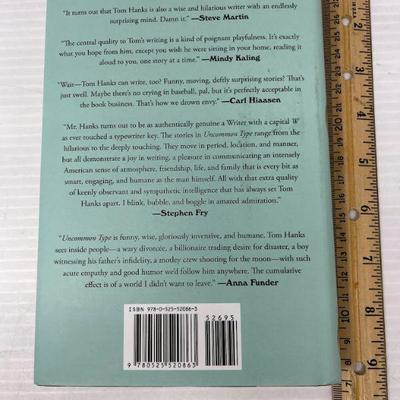 "It turns out that Tom Hanks is also a wise and hilarious writer with an endlessly
surprising mind. Damn it." —Steve Martin
"The central quality to Tom's writing is a kind of poignant playfulness. It's exactly
what you hope from him, except you wish he were sitting in your home, reading it
aloud to you, one story at a time." —Mindy Kaling
"Wait—Tom Hanks can write, too? Funny, moving, deftly surprising stories? That's
just swell. Maybe there's no crying in baseball, pal, but it's perfectly acceptable in
the book business. That's how we drown envy." —Carl Hiaasen
"Mr. Hanks turns out to be as authentically genuine a Writer with a capital W
as ever touched a typewriter key. The stories in Uncommon Type range from the
hilarious to the deeply touching. They move in period, location, and manner,
but all demonstrate a joy in writing, a pleasure in communicating an intensely
American sense of atmosphere, friendship, life, and family that is every bit as
smart, engaging, and humane as the man himself. All with that extra quality
of keenly observant and sympathetic intelligence that has always set Tom
Hanks apart. I blink, bubble, and boggle in amazed admiration."
—Stephen Fry
"Uncommon Type is funny, wise, gloriously inventive, and humane. Tom Hanks
sees inside people—a wary divorcée, a billionaire trading desire for disaster, a boy
witnessing his father's infidelity, a motley crew shooting for the moon—with such
acute empathy and good humor we'd follow him anywhere. The cumulative
effect is of a world I didn't want to leave." —Anna Funder
ISBN 978-0-525-52086-3
52695
9 780525 520863
1
2
3
4
5
6
7
8
9